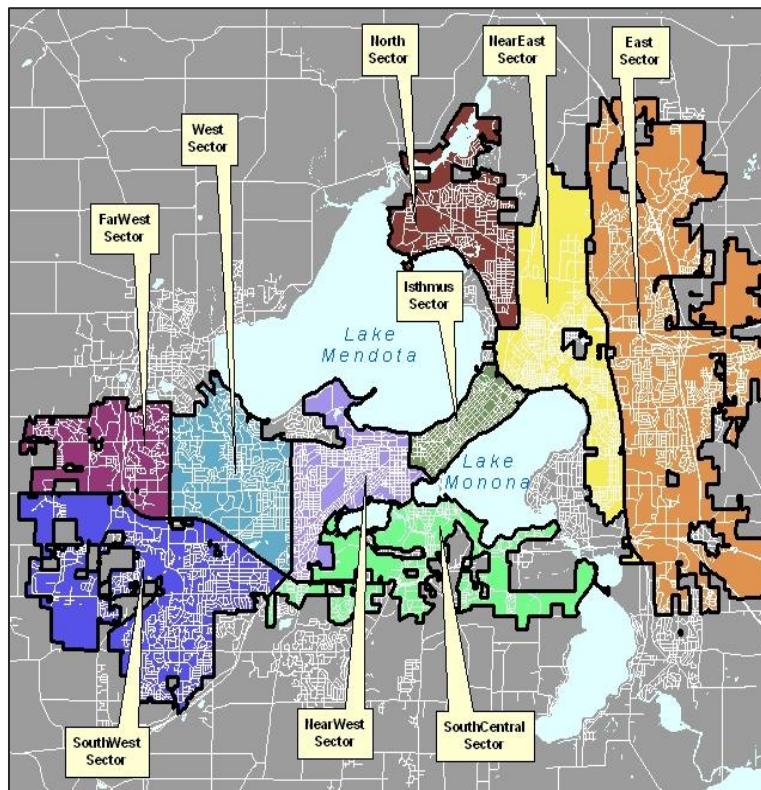 North
Sector
NearEast
Sector
East
Sector
West
Sector
FarWest
Sector
Isthmus
Sector
Lake
Mendota
Lake
Monona
SouthWest
Sector
NearWest
Sector
SouthCentral
Sector